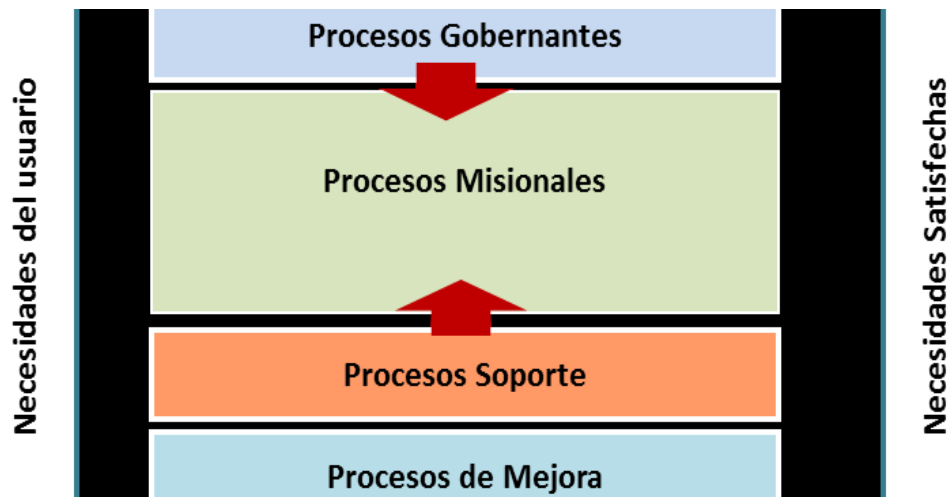 Necesidades del usuario
Procesos Gobernantes
Procesos Misionales
Procesos Soporte
Procesos de Mejora
Necesidades Satisfechas